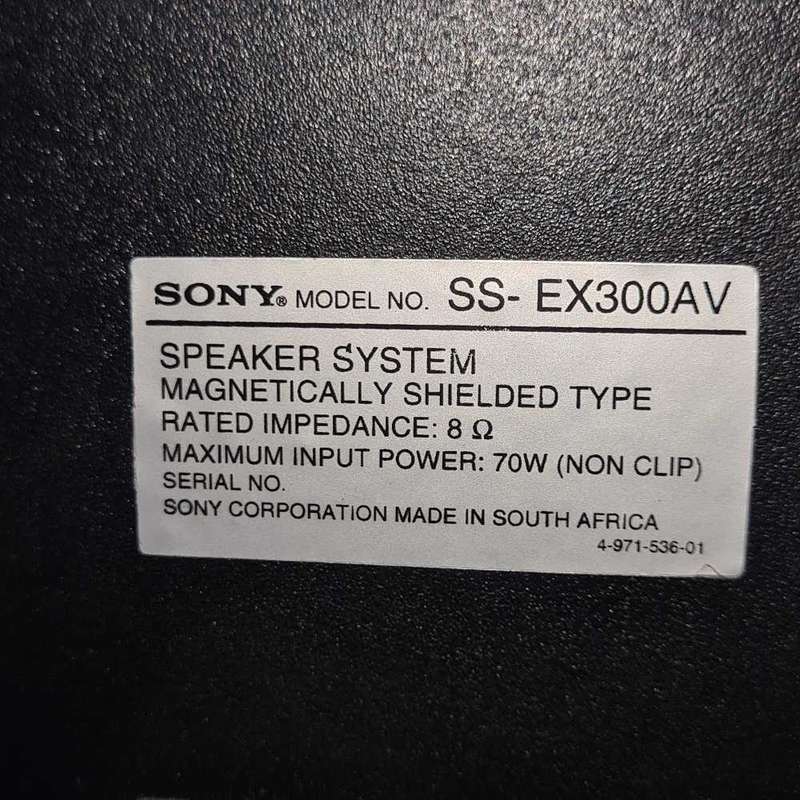 SONY® MODEL NO. SS- EX300AV
SPEAKER SYSTEM
MAGNETICALLY SHIELDED TYPE
RATED IMPEDANCE: 8 Ω
MAXIMUM INPUT POWER: 70W (NON CLIP)
SERIAL NO.
SONY CORPORATION MADE IN SOUTH AFRICA
4-971-536-01